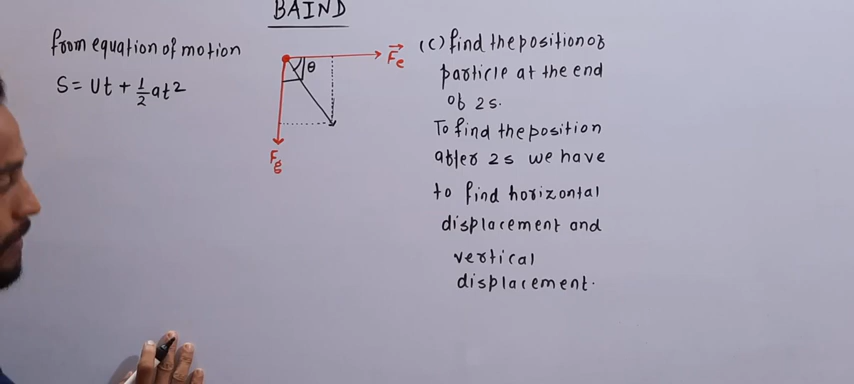 BAIND
from equation of motion
S = Ut + 1/2 at²
θ
F⃗e
Fg
(C) find the position of
particle at the end
of 2s.
To find the position
after 2s we have
to find horizontal
displacement and
vertical
displacement.